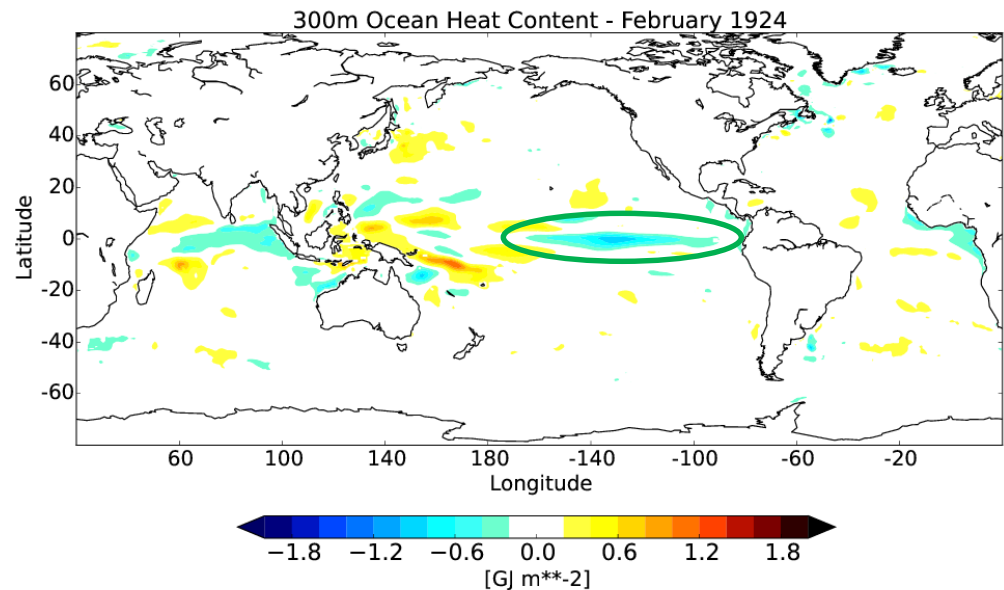 300m Ocean Heat Content - February 1924
60
40
20
0
−20
−40
−60
Latitude
60 100 140 180 -140 -100 -60 -20
Longitude
−1.8 −1.2 −0.6 0.0 0.6 1.2 1.8
[GJ m**-2]